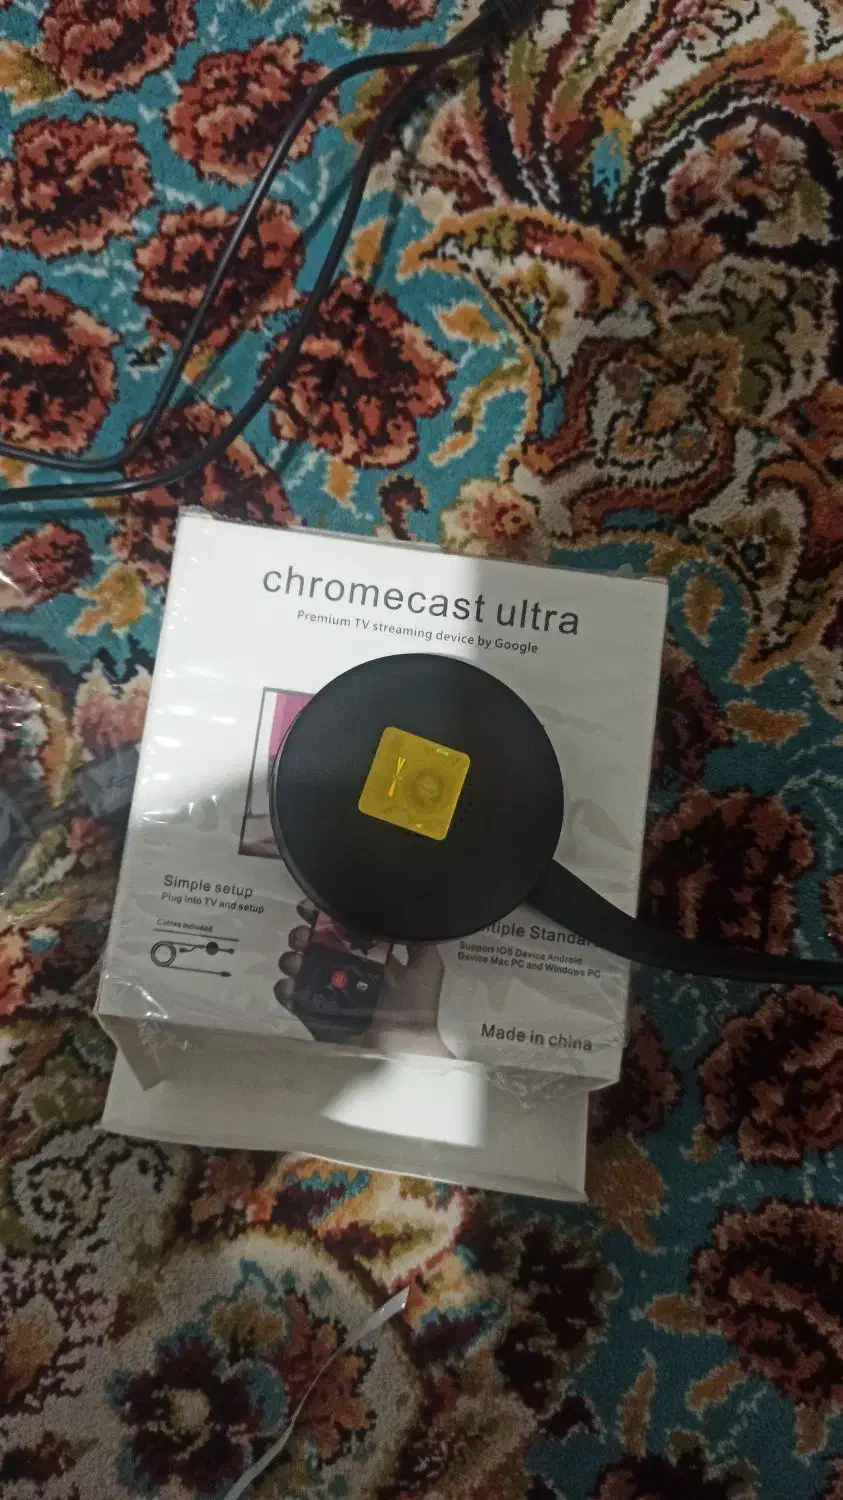 chromecast ultra
Premium TV streaming device by Google
Simple setup
Plug into TV and setup
Cables included
Standar
Support IOS Device Android
Device Mac PC and Windows PC
Made in china